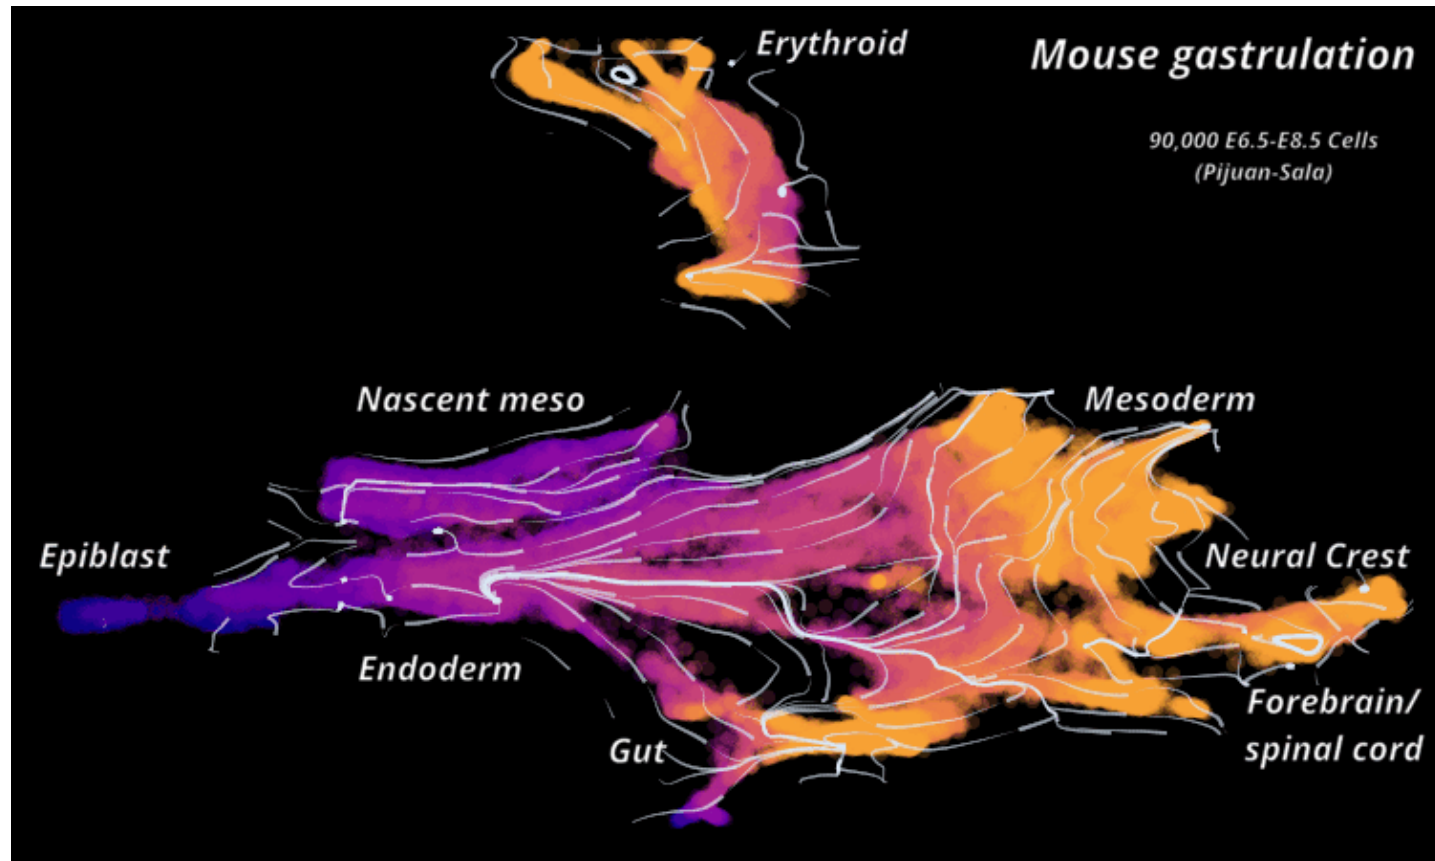 Erythroid
Mouse gastrulation
90,000 E6.5-E8.5 Cells
(Pijuan-Sala)
Nascent meso
Mesoderm
Epiblast
Neural Crest
Endoderm
Gut
Forebrain/
spinal cord